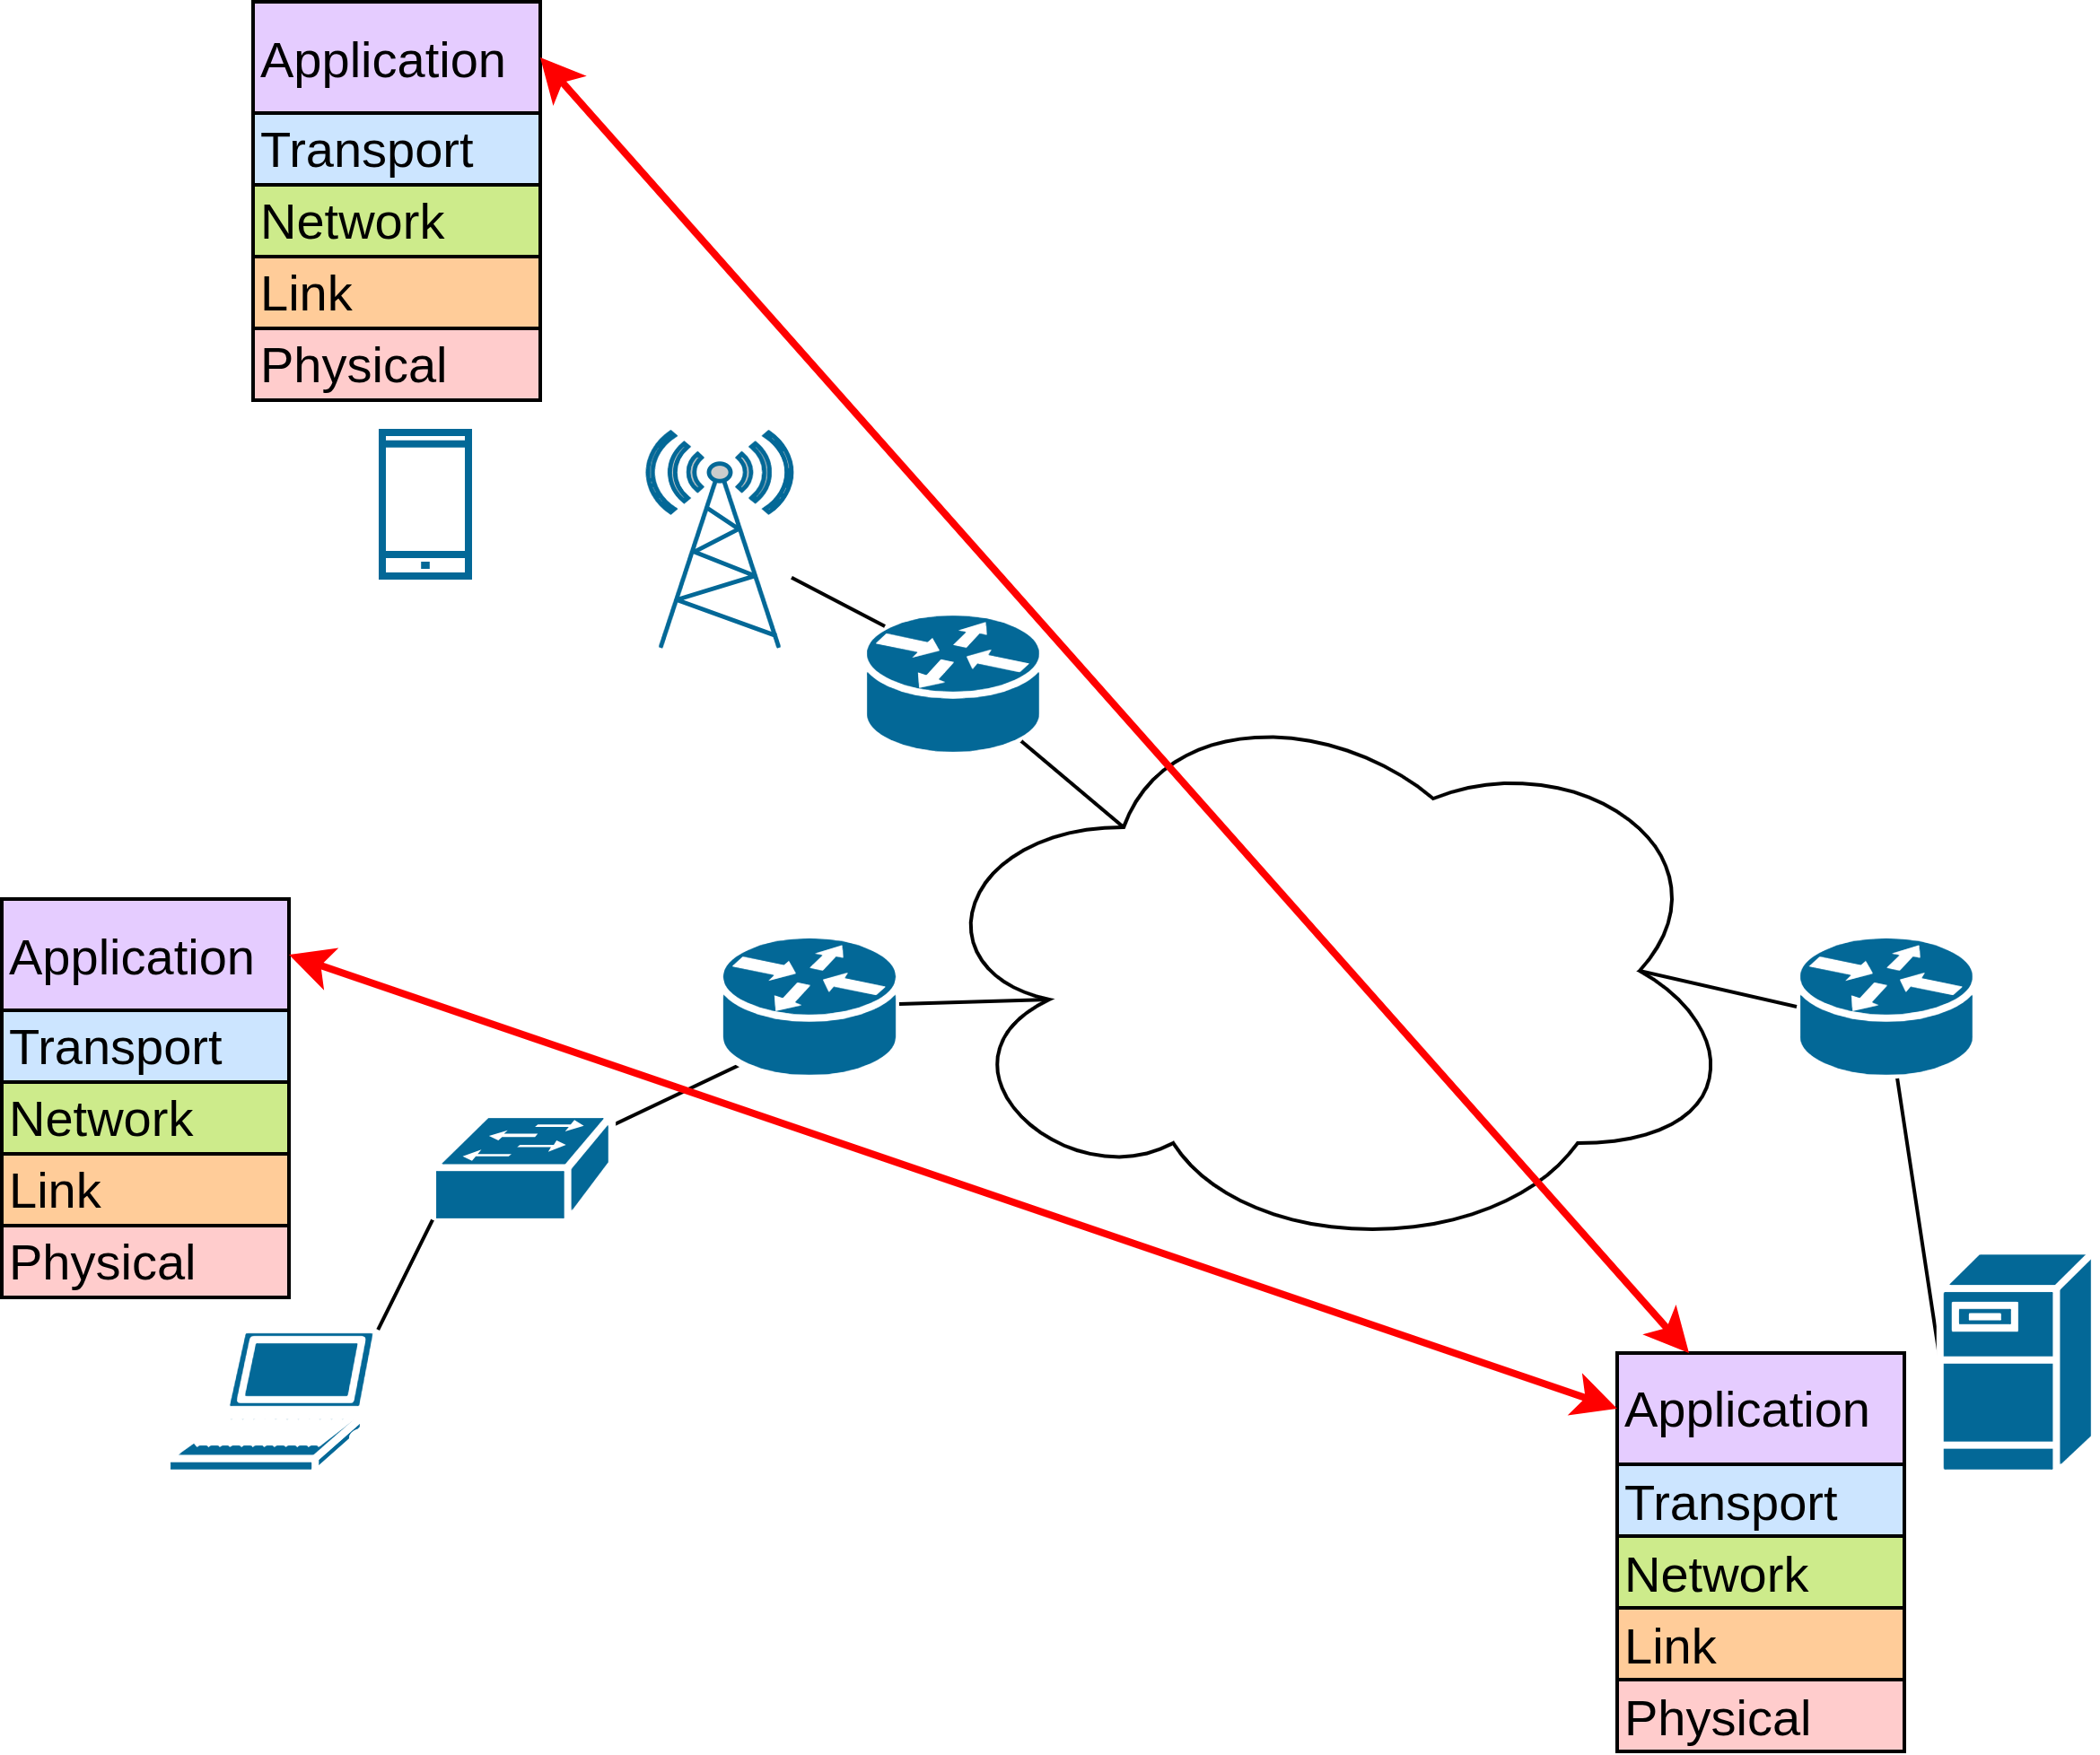 Application
Transport
Network
Link
Physical
Application
Transport
Network
Link
Physical
Application
Transport
Network
Link
Physical